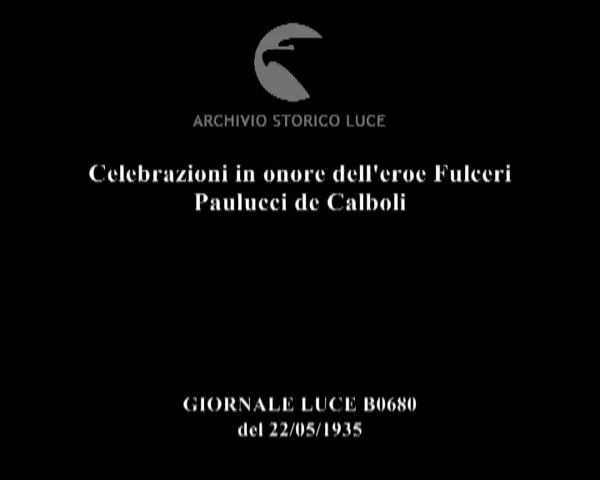 ARCHIVIO STORICO LUCE
Celebrazioni in onore dell'eroe Fulceri
Paulucci de Calboli
GIORNALE LUCE B0680
del 22/05/1935